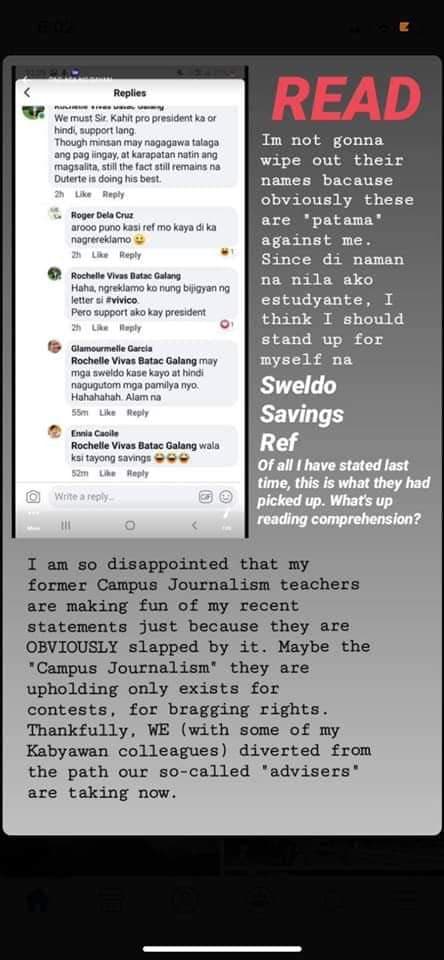 Replies
Rochelle Vivas Batac Galang
We must Sir. Kahit pro president ka or
hindi, support lang.
Though minsan may nagagawa talaga
ang pag iingay, at karapatan natin ang
magsalita, still the fact still remains na
Duterte is doing his best.
2h Like Reply
Roger Dela Cruz
arooo puno kasi ref mo kaya di ka
nagrereklamo
2h Like Reply
1
Rochelle Vivas Batac Galang
Haha, ngreklamo ko nung bijigyan ng
letter si #vivico.
Pero support ako kay president
2h Like Reply
1
Glamourmelle Garcia
Rochelle Vivas Batac Galang may
mga sweldo kase kayo at hindi
nagugutom mga pamilya nyo.
Hahahahah. Alam na
55m Like Reply
Ennia Caoile
Rochelle Vivas Batac Galang wala
ksi tayong savings
52m Like Reply
Write a reply...
GIF
READ
Im not gonna
wipe out their
names bacause
obviously these
are "patama"
against me.
Since di naman
na nila ako
estudyante, I
think I should
stand up for
myself na
Sweldo
Savings
Ref
Of all I have stated last
time, this is what they had
picked up. What's up
reading comprehension?
I am so disappointed that my
former Campus Journalism teachers
are making fun of my recent
statements just because they are
OBVIOUSLY slapped by it. Maybe the
"Campus Journalism" they are
upholding only exists for
contests, for bragging rights.
Thankfully, WE (with some of my
Kabyawan colleagues) diverted from
the path our so-called "advisers"
are taking now.